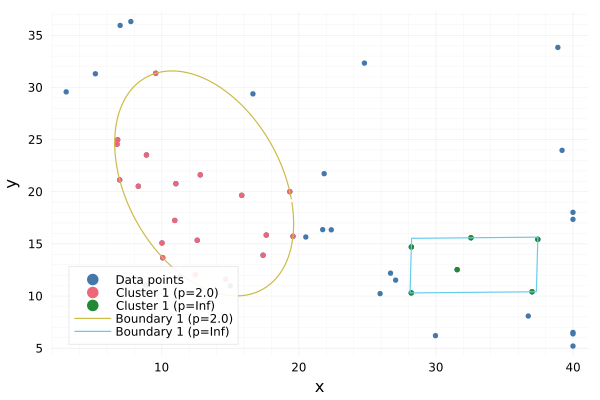 35
30
25
20
15
10
5
y
Data points
Cluster 1 (p=2.0)
Cluster 1 (p=Inf)
Boundary 1 (p=2.0)
Boundary 1 (p=Inf)
10 20 30 40
x